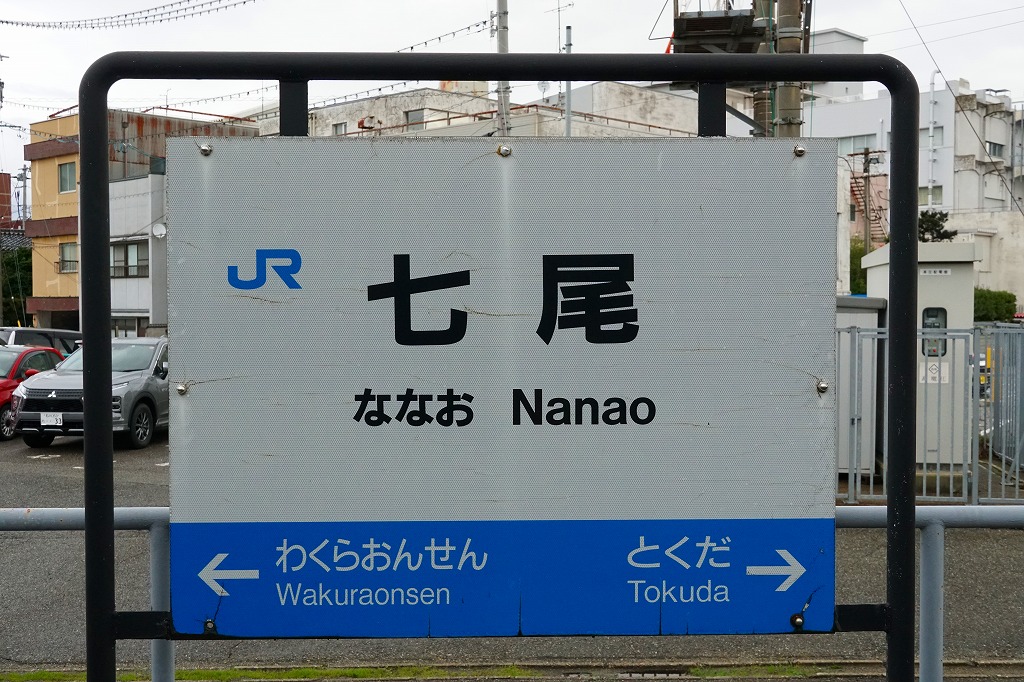 JR 七尾
ななお Nanao
← わくらおんせん とくだ →
Wakuraonsen Tokuda